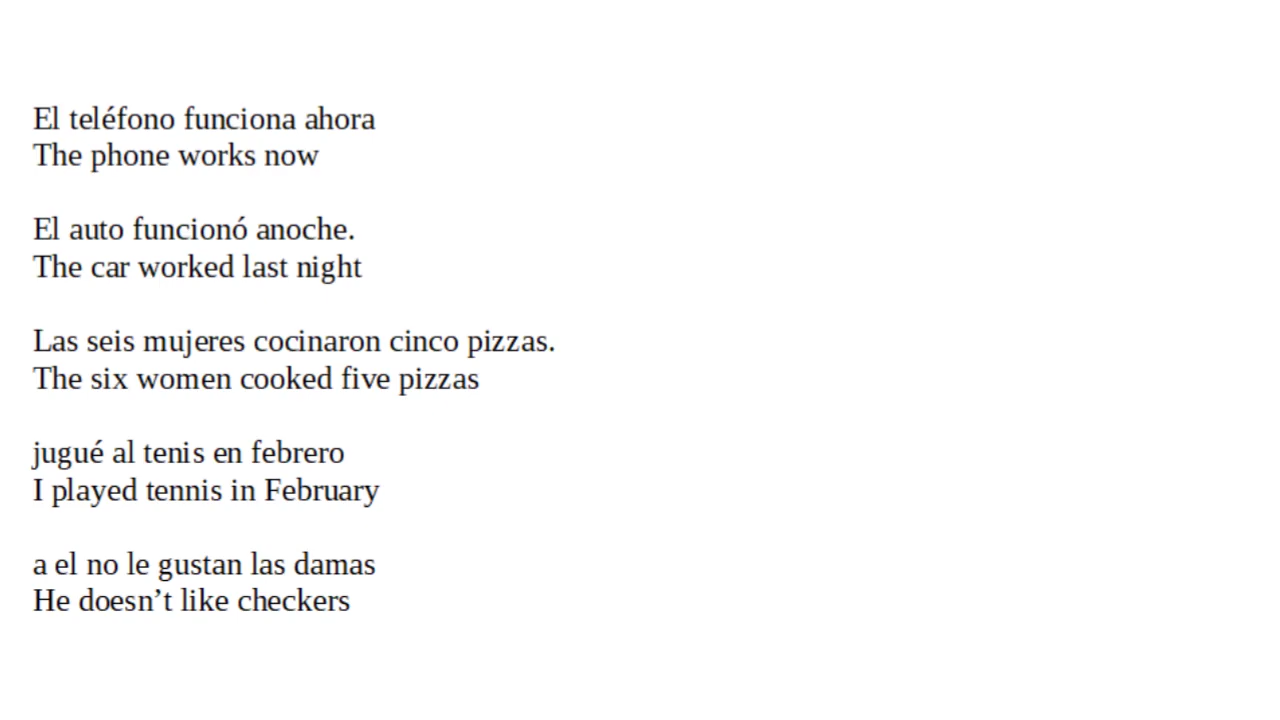 El teléfono funciona ahora
The phone works now
El auto funcionó anoche.
The car worked last night
Las seis mujeres cocinaron cinco pizzas.
The six women cooked five pizzas
jugué al tenis en febrero
I played tennis in February
a el no le gustan las damas
He doesn’t like checkers